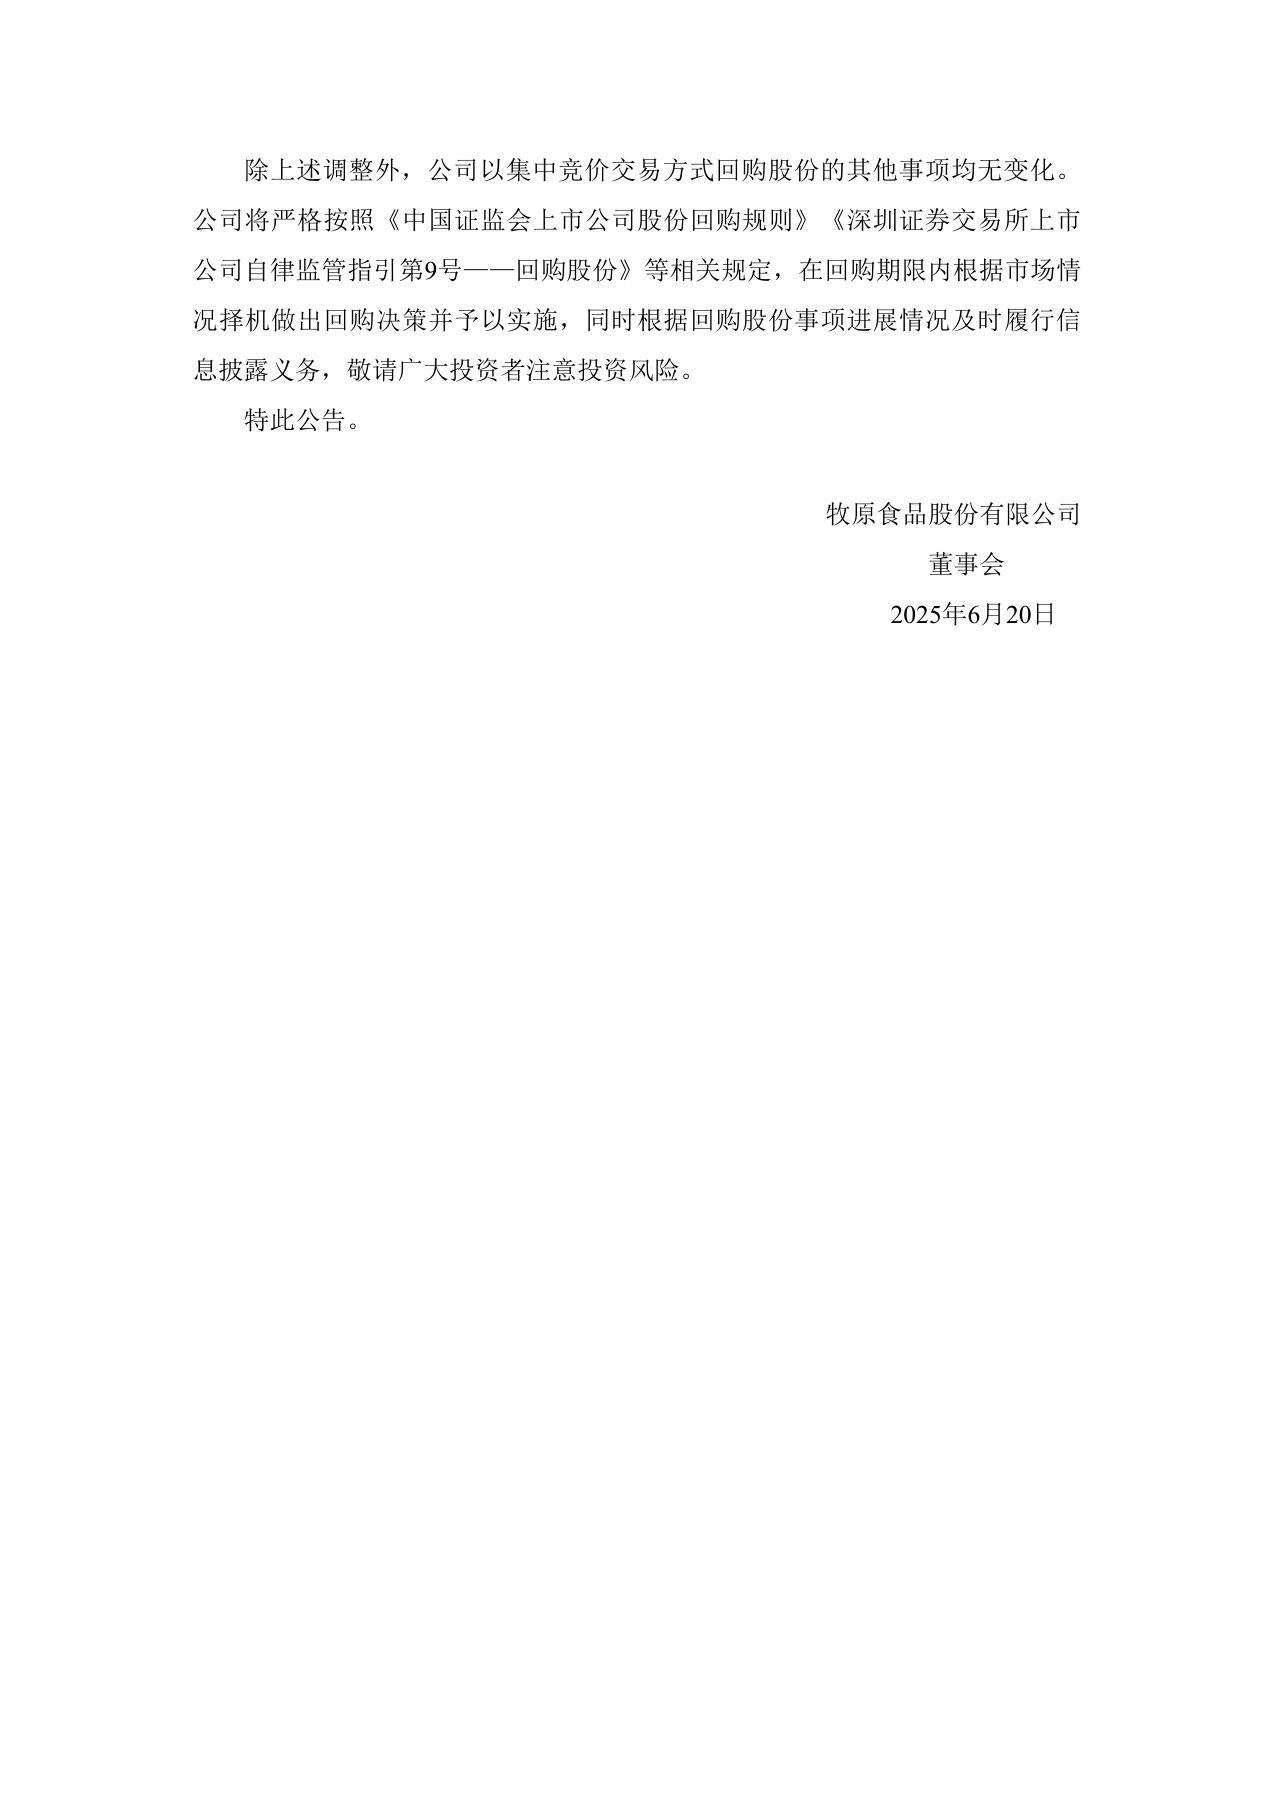 除上述调整外，公司以集中竞价交易方式回购股份的其他事项均无变化。
公司将严格按照《中国证监会上市公司股份回购规则》《深圳证券交易所上市
公司自律监管指引第9号——回购股份》等相关规定，在回购期限内根据市场情
况择机做出回购决策并予以实施，同时根据回购股份事项进展情况及时履行信
息披露义务，敬请广大投资者注意投资风险。
特此公告。
牧原食品股份有限公司
董事会
2025年6月20日